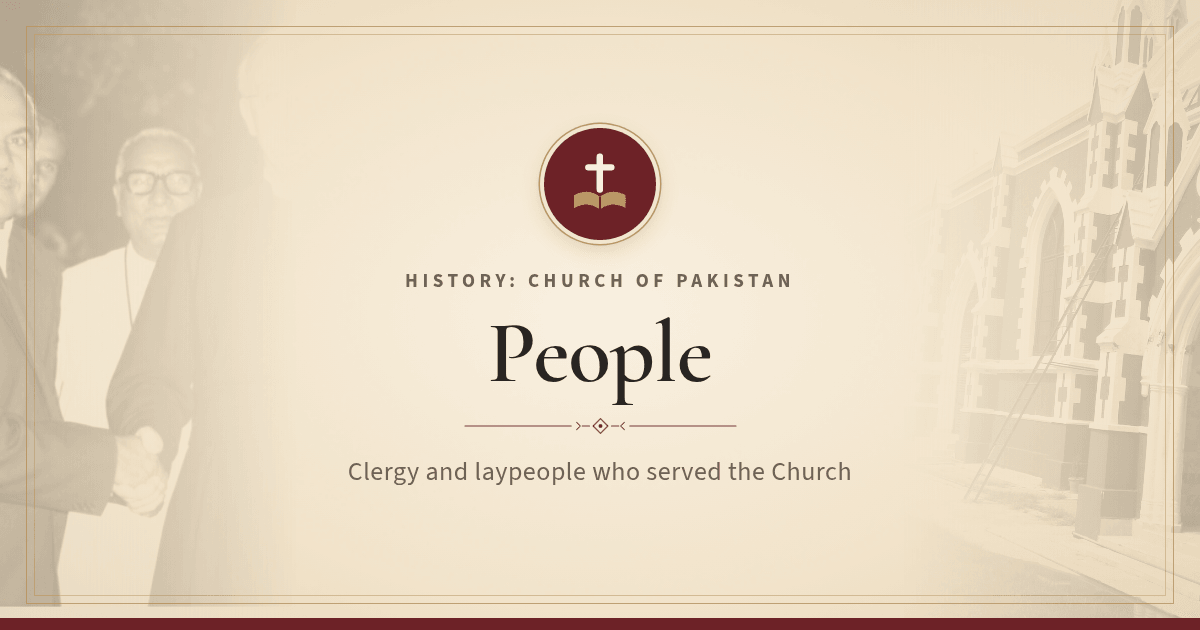 HISTORY: CHURCH OF PAKISTAN
People
Clergy and laypeople who served the Church